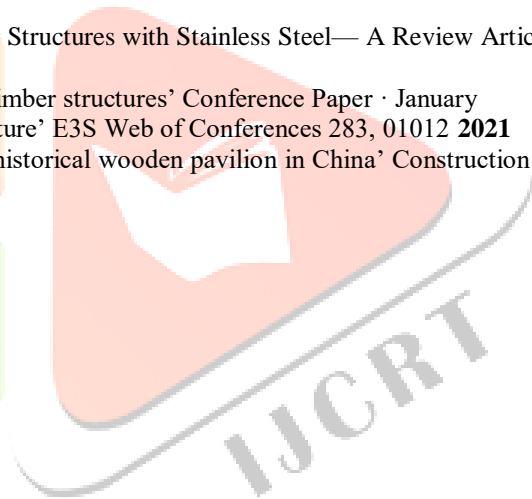 Structures with Stainless Steel— A Review Artic
imber structures’ Conference Paper · January
ture’ E3S Web of Conferences 283, 01012 2021
historical wooden pavilion in China’ Construction
IJCRT